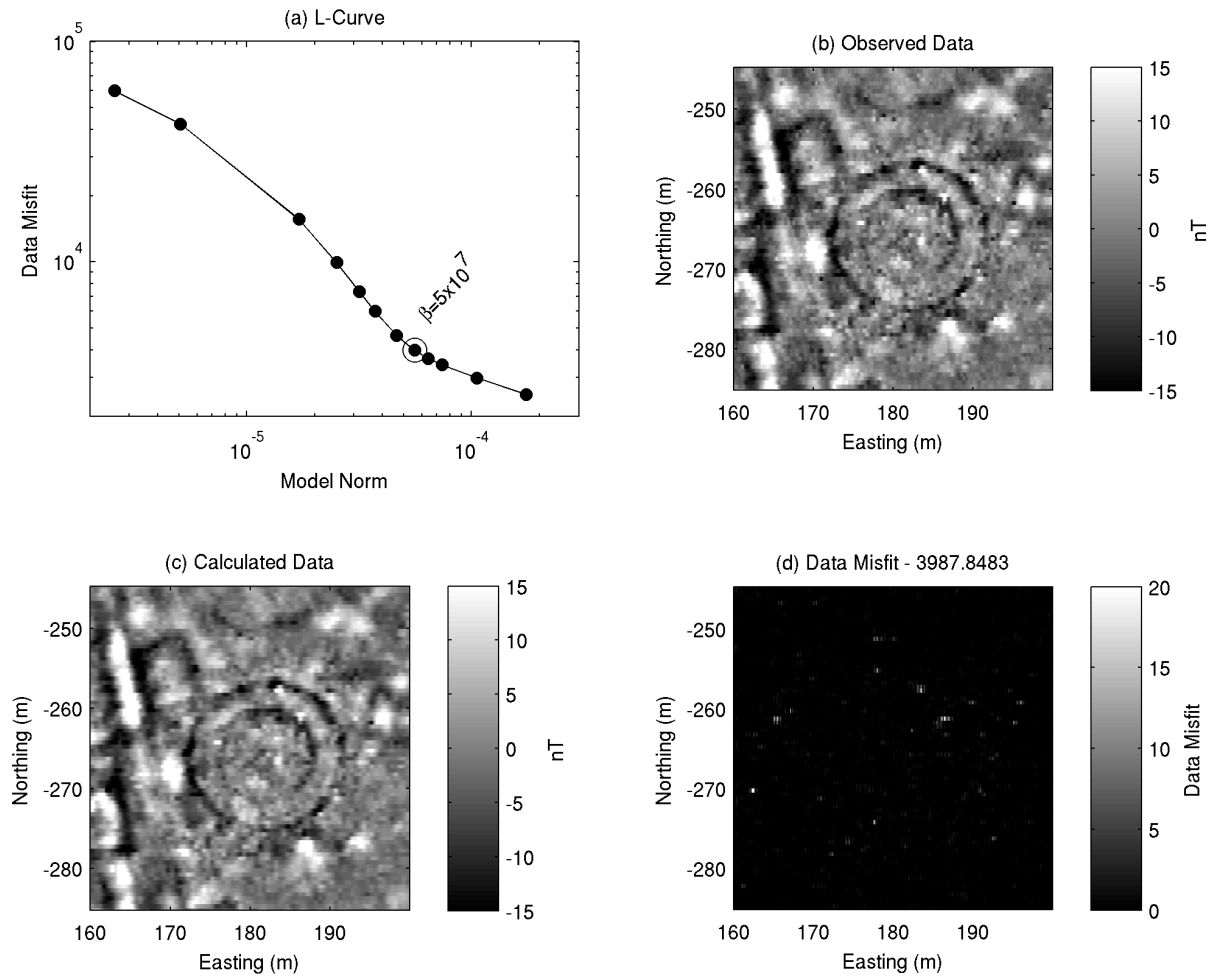 (a) L-Curve
10^5
10^4
Data Misfit
β=5x10^7
10^-5
10^-4
Model Norm
(b) Observed Data
-250
-260
-270
-280
Northing (m)
160 170 180 190
Easting (m)
15
10
5
0
-5
-10
-15
nT
(c) Calculated Data
-250
-260
-270
-280
Northing (m)
160 170 180 190
Easting (m)
15
10
5
0
-5
-10
-15
nT
(d) Data Misfit - 3987.8483
-250
-260
-270
-280
Northing (m)
160 170 180 190
Easting (m)
20
15
10
5
0
Data Misfit